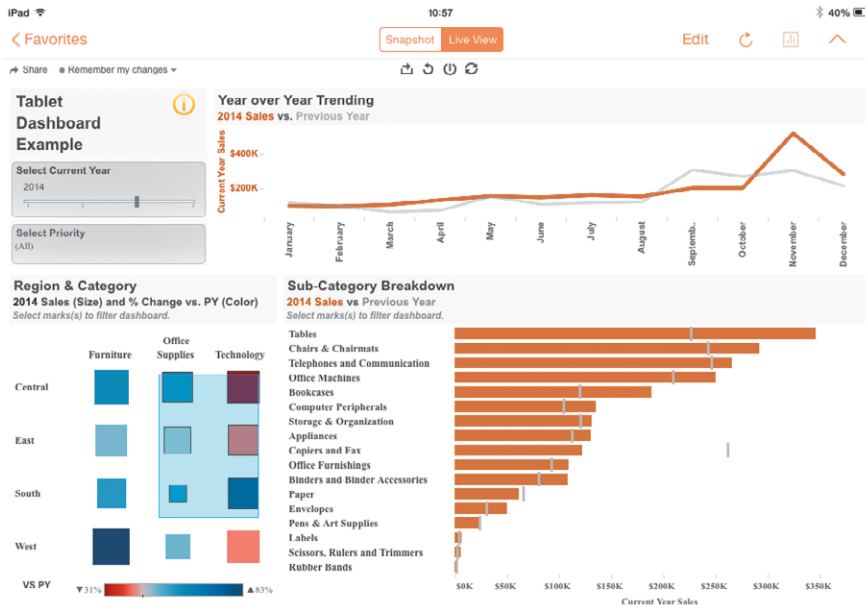 iPad 10:57 40%
Favorites Snapshot Live View Edit
Share Remember my changes
Tablet
Dashboard
Example
Select Current Year
2014
Select Priority
(All)
Year over Year Trending
2014 Sales vs. Previous Year
Current Year Sales
$400K
$200K
January
February
March
April
May
June
July
August
Septemb..
October
November
December
Region & Category
2014 Sales (Size) and % Change vs. PY (Color)
Select marks(s) to filter dashboard.
Furniture
Office
Supplies
Technology
Central
East
South
West
VS PY ▼31% ▲83%
Sub-Category Breakdown
2014 Sales vs Previous Year
Select marks(s) to filter dashboard.
Tables
Chairs & Chairmats
Telephones and Communication
Office Machines
Bookcases
Computer Peripherals
Storage & Organization
Appliances
Copiers and Fax
Office Furnishings
Binders and Binder Accessories
Paper
Envelopes
Pens & Art Supplies
Labels
Scissors, Rulers and Trimmers
Rubber Bands
$0K $50K $100K $150K $200K $250K $300K $350K
Current Year Sales